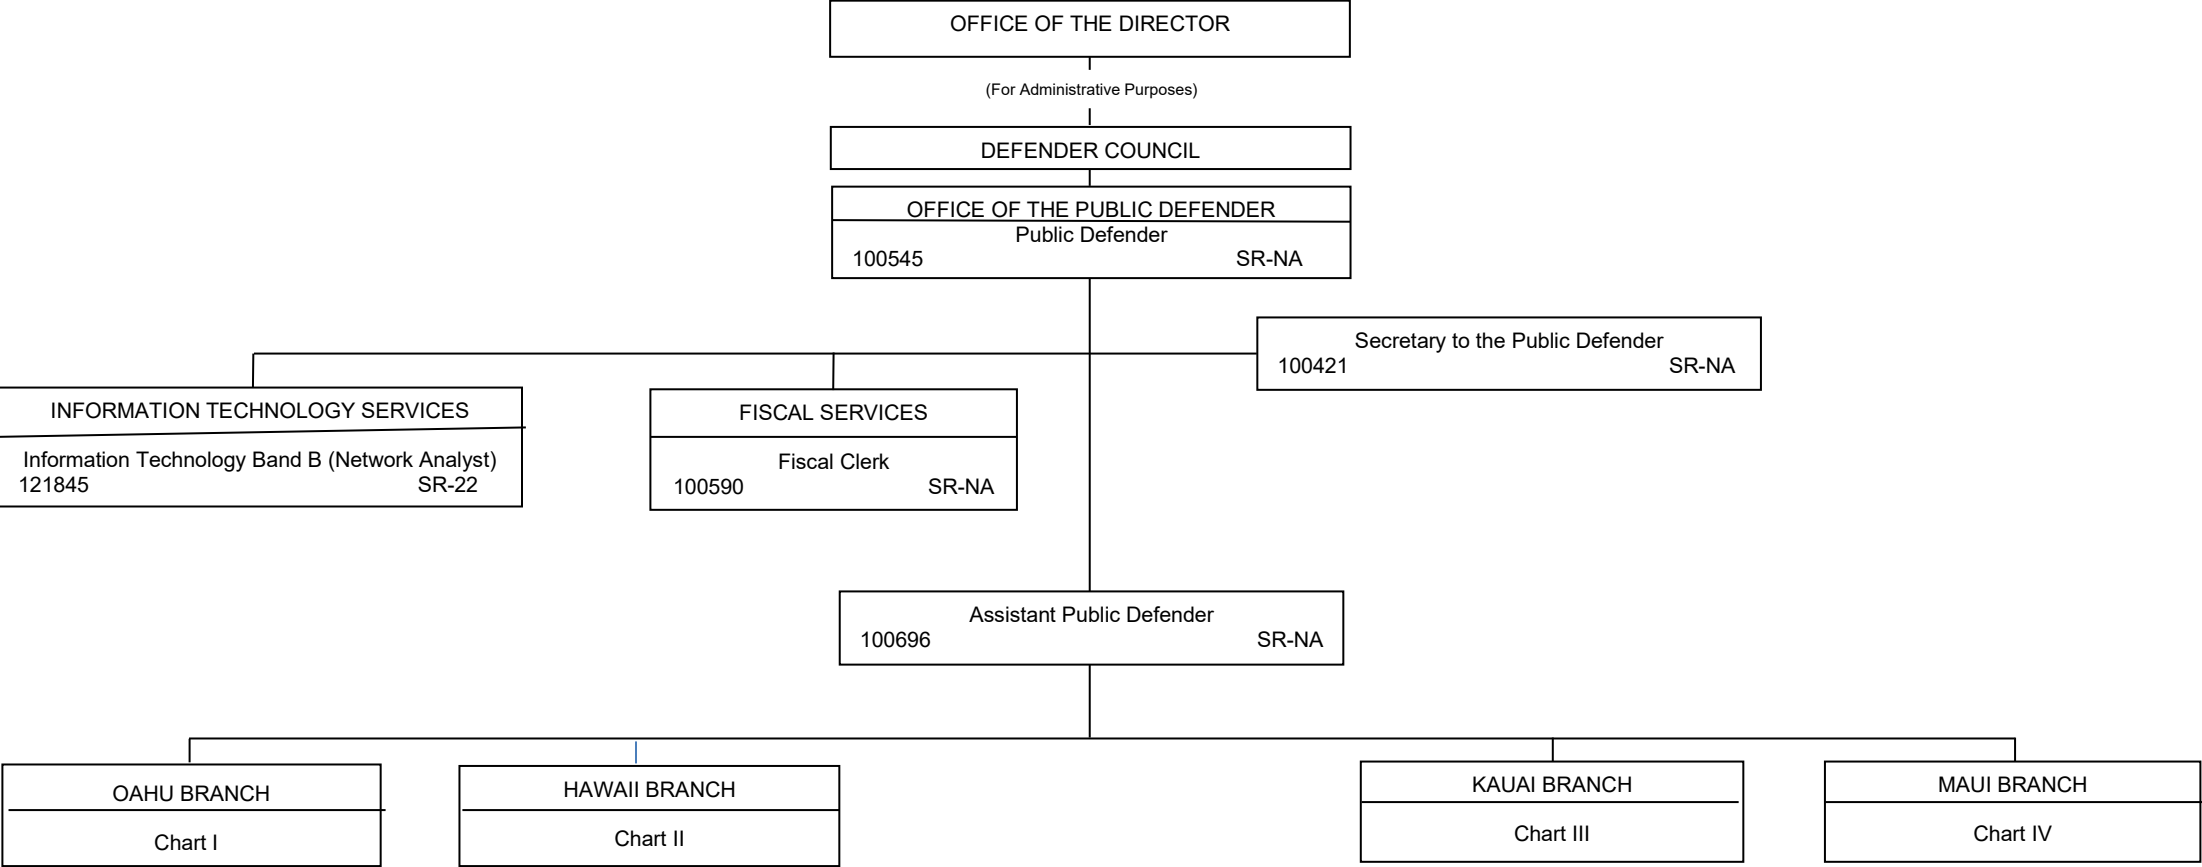 OFFICE OF THE DIRECTOR
(For Administrative Purposes)
DEFENDER COUNCIL
OFFICE OF THE PUBLIC DEFENDER
Public Defender
100545 SR-NA
Secretary to the Public Defender
100421 SR-NA
INFORMATION TECHNOLOGY SERVICES
Information Technology Band B (Network Analyst)
121845 SR-22
FISCAL SERVICES
Fiscal Clerk
100590 SR-NA
Assistant Public Defender
100696 SR-NA
OAHU BRANCH
Chart I
HAWAII BRANCH
Chart II
KAUAI BRANCH
Chart III
MAUI BRANCH
Chart IV